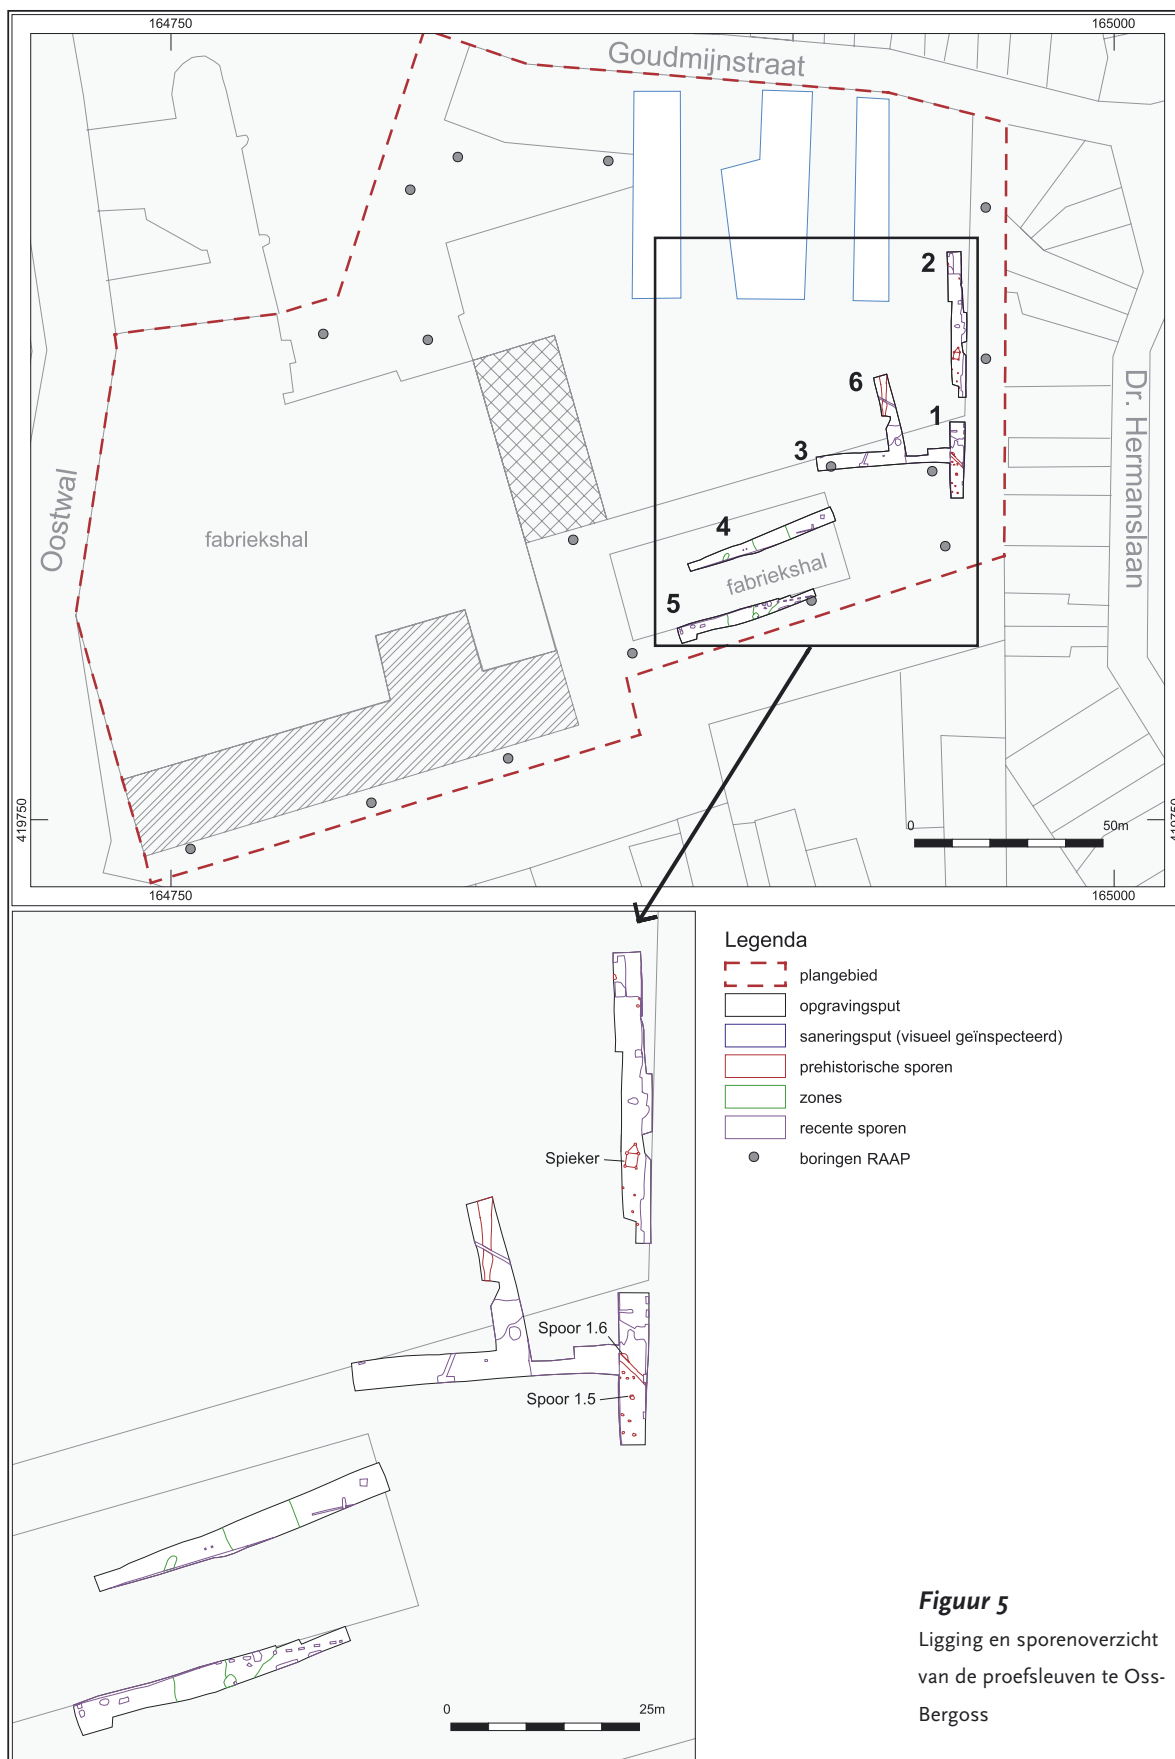 164750
165000
Goudmijnstraat
2
6
1
Dr. Hermanslaan
3
Oostwal
fabriekshal
4
fabriekshal
5
419750
419750
0
50m
164750
165000
Legenda
plangebied
opgravingsput
saneringsput (visueel geïnspecteerd)
prehistorische sporen
zones
recente sporen
boringen RAAP
Spieker
Spoor 1.6
Spoor 1.5
0
25m
Figuur 5
Ligging en sporenoverzicht
van de proefsleuven te Oss-
Bergoss